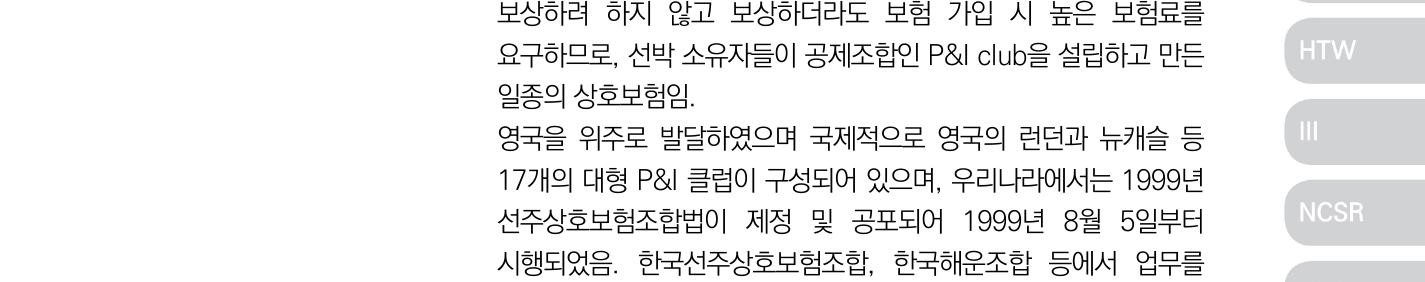 보상하려 하지 않고 보상하더라도 보험 가입 시 높은 보험료를
요구하므로, 선박 소유자들이 공제조합인 P&I club을 설립하고 만든
일종의 상호보험임.
영국을 위주로 발달하였으며 국제적으로 영국의 런던과 뉴캐슬 등
17개의 대형 P&I 클럽이 구성되어 있으며, 우리나라에서는 1999년
선주상호보험조합법이 제정 및 공포되어 1999년 8월 5일부터
시행되었음. 한국선주상호보험조합, 한국해운조합 등에서 업무를
HTW
III
NCSR